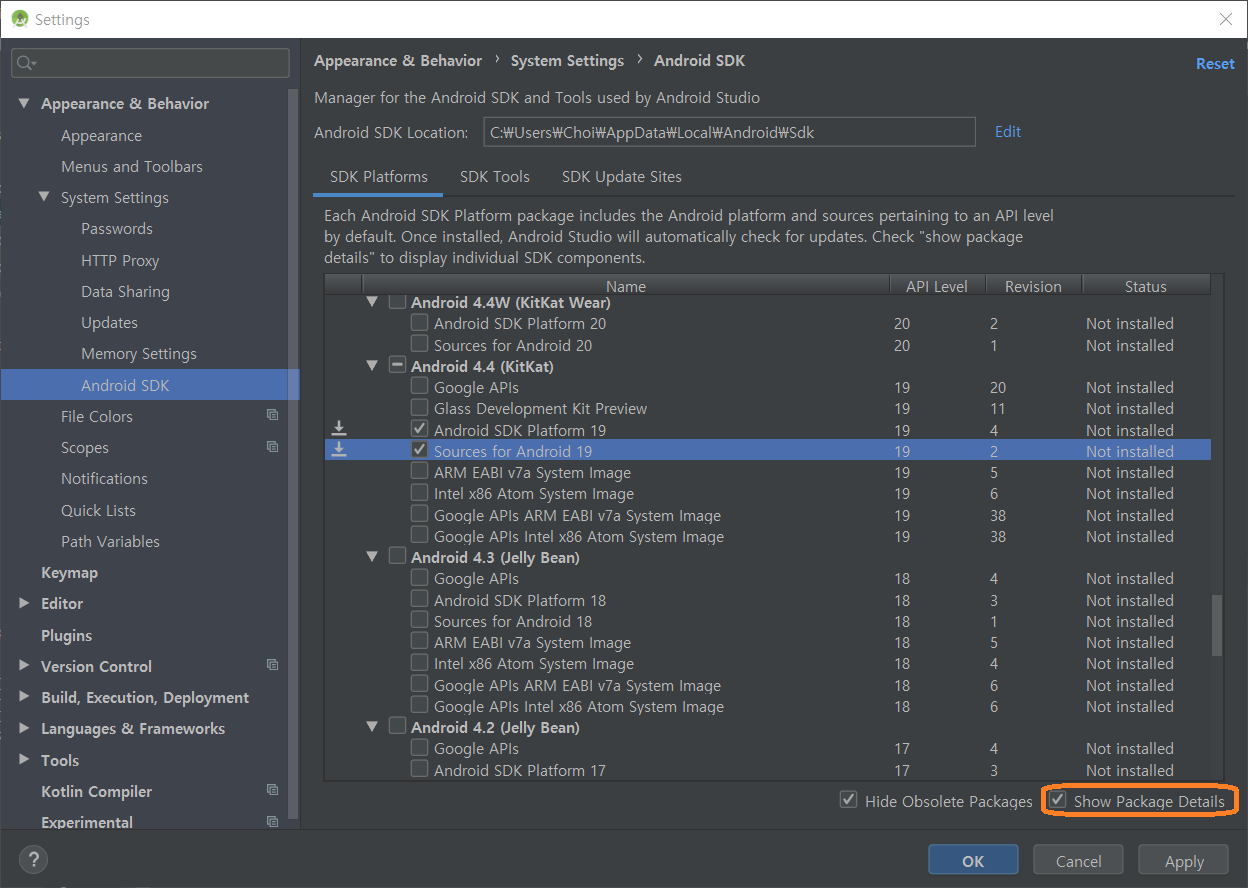 Settings
Appearance & Behavior
Appearance
Menus and Toolbars
System Settings
Passwords
HTTP Proxy
Data Sharing
Updates
Memory Settings
Android SDK
File Colors
Scopes
Notifications
Quick Lists
Path Variables
Keymap
Editor
Plugins
Version Control
Build, Execution, Deployment
Languages & Frameworks
Tools
Kotlin Compiler
Experimental
?
Appearance & Behavior › System Settings › Android SDK
Reset
Manager for the Android SDK and Tools used by Android Studio
Android SDK Location: C:₩Users₩Choi₩AppData₩Local₩Android₩Sdk Edit
SDK Platforms SDK Tools SDK Update Sites
Each Android SDK Platform package includes the Android platform and sources pertaining to an API level
by default. Once installed, Android Studio will automatically check for updates. Check "show package
details" to display individual SDK components.
Name API Level Revision Status
Android 4.4W (KitKat Wear)
Android SDK Platform 20 20 2 Not installed
Sources for Android 20 20 1 Not installed
Android 4.4 (KitKat)
Google APIs 19 20 Not installed
Glass Development Kit Preview 19 11 Not installed
Android SDK Platform 19 19 4 Not installed
Sources for Android 19 19 2 Not installed
ARM EABI v7a System Image 19 5 Not installed
Intel x86 Atom System Image 19 6 Not installed
Google APIs ARM EABI v7a System Image 19 38 Not installed
Google APIs Intel x86 Atom System Image 19 38 Not installed
Android 4.3 (Jelly Bean)
Google APIs 18 4 Not installed
Android SDK Platform 18 18 3 Not installed
Sources for Android 18 18 1 Not installed
ARM EABI v7a System Image 18 5 Not installed
Intel x86 Atom System Image 18 4 Not installed
Google APIs ARM EABI v7a System Image 18 6 Not installed
Google APIs Intel x86 Atom System Image 18 6 Not installed
Android 4.2 (Jelly Bean)
Google APIs 17 4 Not installed
Android SDK Platform 17 17 3 Not installed
Hide Obsolete Packages Show Package Details
OK Cancel Apply